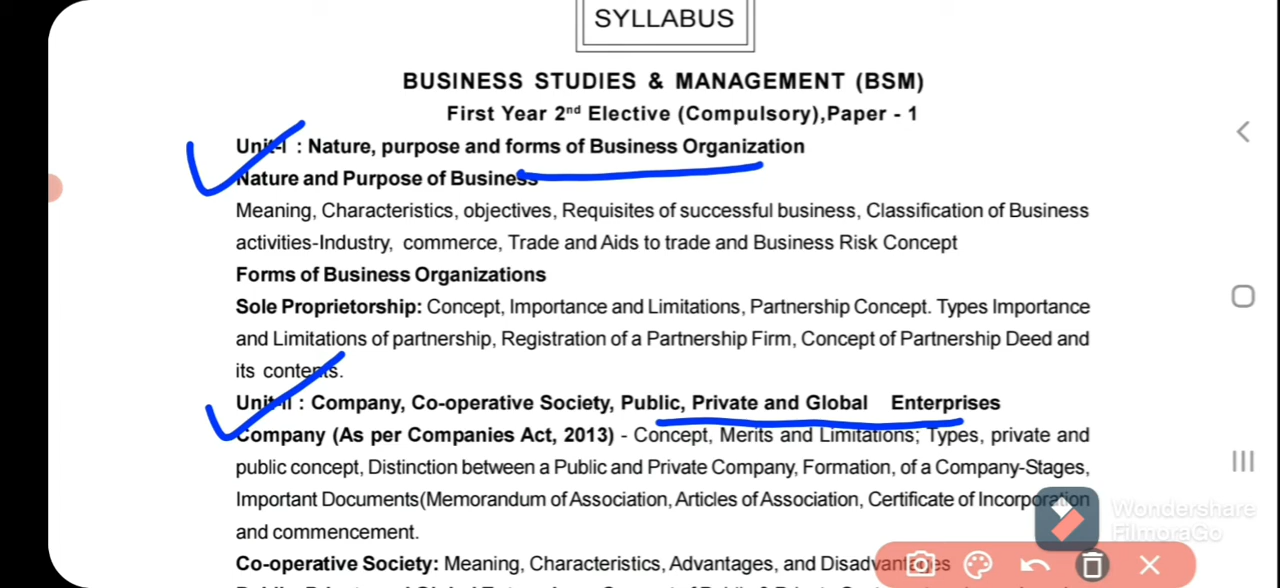 SYLLABUS
BUSINESS STUDIES & MANAGEMENT (BSM)
First Year 2nd Elective (Compulsory),Paper - 1
Unit-I : Nature, purpose and forms of Business Organization
Nature and Purpose of Business
Meaning, Characteristics, objectives, Requisites of successful business, Classification of Business
activities-Industry, commerce, Trade and Aids to trade and Business Risk Concept
Forms of Business Organizations
Sole Proprietorship: Concept, Importance and Limitations, Partnership Concept. Types Importance
and Limitations of partnership, Registration of a Partnership Firm, Concept of Partnership Deed and
its contents.
Unit-II : Company, Co-operative Society, Public, Private and Global Enterprises
Company (As per Companies Act, 2013) - Concept, Merits and Limitations; Types, private and
public concept, Distinction between a Public and Private Company, Formation, of a Company-Stages,
Important Documents(Memorandum of Association, Articles of Association, Certificate of Incorporation
and commencement.
Wondershare
FilmoraGo
Co-operative Society: Meaning, Characteristics, Advantages, and Disadvantages